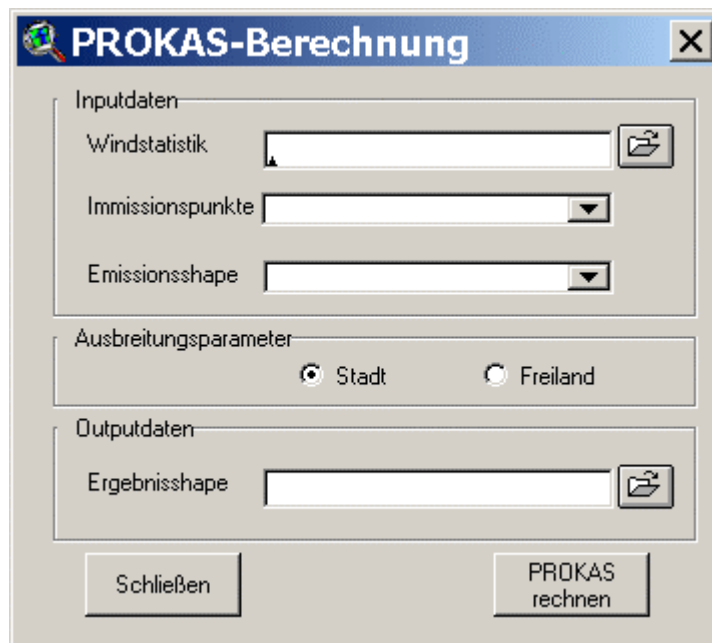 PROKAS-Berechnung
Inputdaten
Windstatistik
Immissionspunkte
Emissionsshape
Ausbreitungsparameter
Stadt Freiland
Outputdaten
Ergebnisshape
Schließen
PROKAS
rechnen